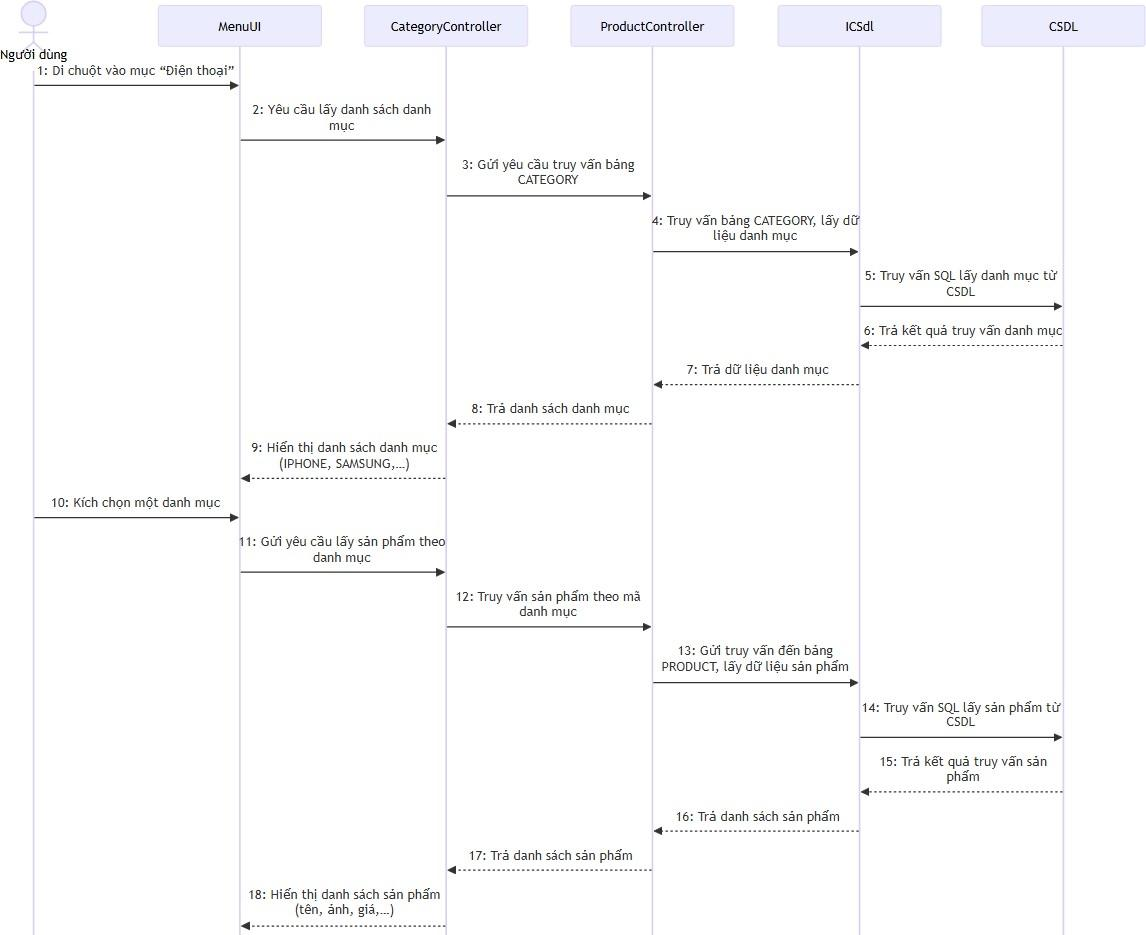 MenuUI
CategoryController
ProductController
ICSdl
CSDL
Người dùng
1: Di chuột vào mục “Điện thoại”
2: Yêu cầu lấy danh sách danh
mục
3: Gửi yêu cầu truy vấn bảng
CATEGORY
4: Truy vấn bảng CATEGORY, lấy dữ
liệu danh mục
5: Truy vấn SQL lấy danh mục từ
CSDL
6: Trả kết quả truy vấn danh mục
7: Trả dữ liệu danh mục
8: Trả danh sách danh mục
9: Hiển thị danh sách danh mục
(IPHONE, SAMSUNG,...)
10: Kích chọn một danh mục
11: Gửi yêu cầu lấy sản phẩm theo
danh mục
12: Truy vấn sản phẩm theo mã
danh mục
13: Gửi truy vấn đến bảng
PRODUCT, lấy dữ liệu sản phẩm
14: Truy vấn SQL lấy sản phẩm từ
CSDL
15: Trả kết quả truy vấn sản
phẩm
16: Trả danh sách sản phẩm
17: Trả danh sách sản phẩm
18: Hiển thị danh sách sản phẩm
(tên, ảnh, giá,...)